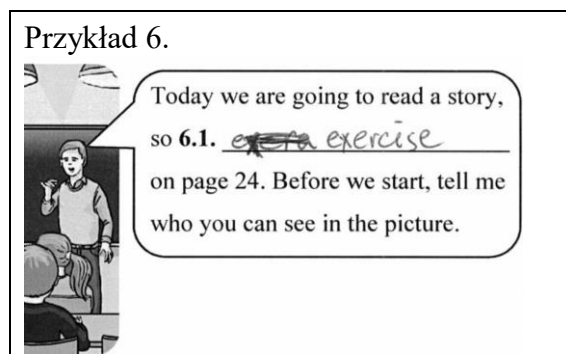 Przykład 6.
Today we are going to read a story,
so 6.1. exercise
on page 24. Before we start, tell me
who you can see in the picture.